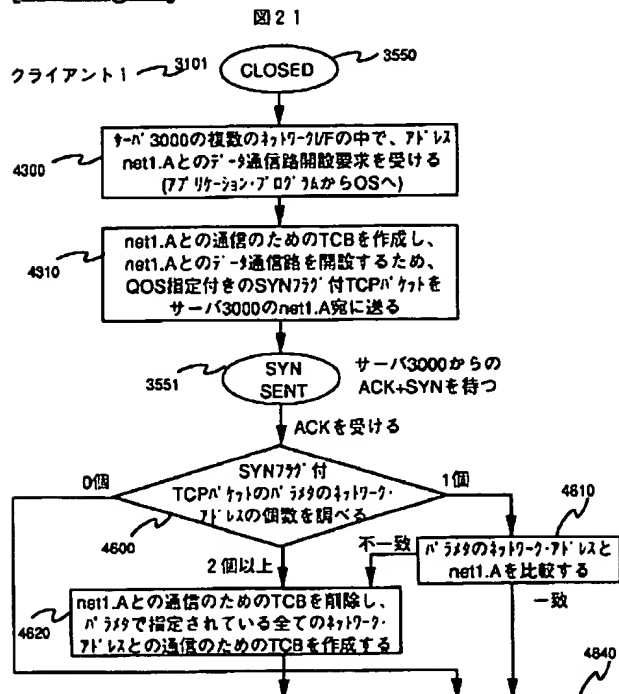 図21
クライアント1 3101
CLOSED
3550
4300
サーバ3000の複数のネットワークI/Fの中で、アドレス
net1.Aとのデータ通信路開設要求を受ける
(アプリケーション・プログラムからOSへ)
4310
net1.Aとの通信のためのTCBを作成し、
net1.Aとのデータ通信路を開設するため、
QOS指定付きのSYNフラグ付TCPパケットを
サーバ3000のnet1.A宛に送る
3551
SYN
SENT
サーバ3000からの
ACK+SYNを待つ
ACKを受ける
0個
SYNフラグ付
TCPパケットのパラメタのネットワーク・
アドレスの個数を調べる
1個
4600
4610
2個以上
不一致
パラメタのネットワーク・アドレスと
net1.Aを比較する
一致
4620
net1.Aとの通信のためのTCBを削除し、
パラメタで指定されている全てのネットワーク・
アドレスとの通信のためのTCBを作成する
4640